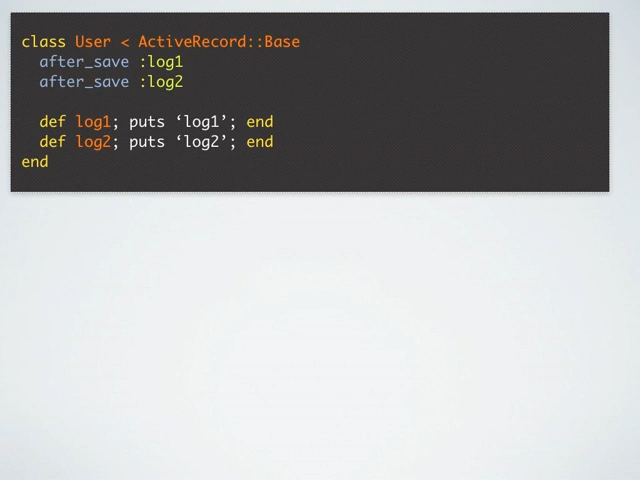 class User < ActiveRecord::Base
  after_save :log1
  after_save :log2

  def log1; puts ‘log1’; end
  def log2; puts ‘log2’; end
end